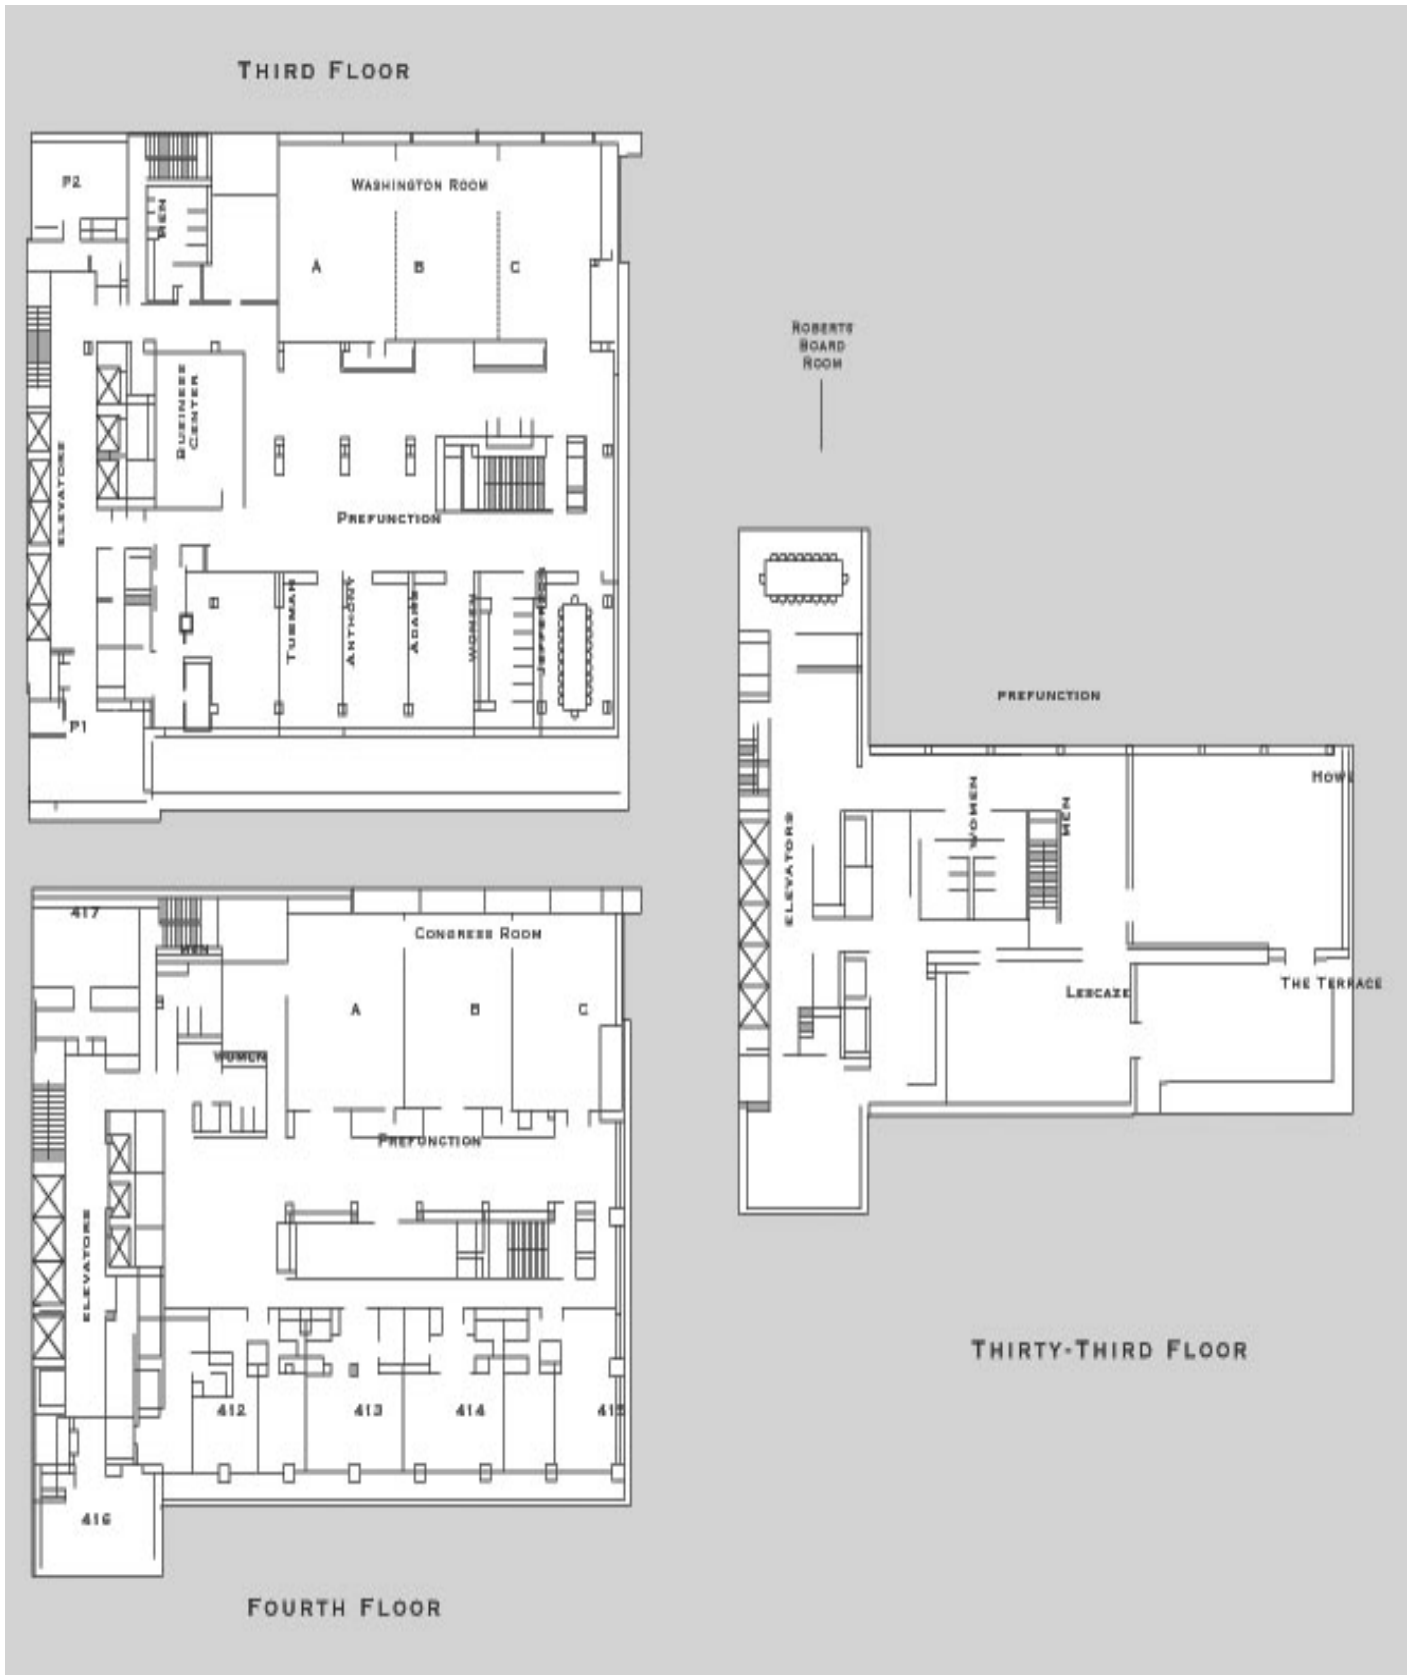 THIRD FLOOR
P2
MEN
WASHINGTON ROOM
A
B
C
BUSINESS
CENTER
ELEVATORS
PREFUNCTION
TUBMAN
ANTHONY
ADAMS
WOMEN
JEFFERSON
P1
417
MEN
CONGRESS ROOM
A
B
C
WOMEN
PREFUNCTION
ELEVATORS
412
413
414
415
416
FOURTH FLOOR
ROBERTS
BOARD
ROOM
PREFUNCTION
HOWE
WOMEN
MEN
ELEVATORS
LESCAZE
THE TERRACE
THIRTY-THIRD FLOOR